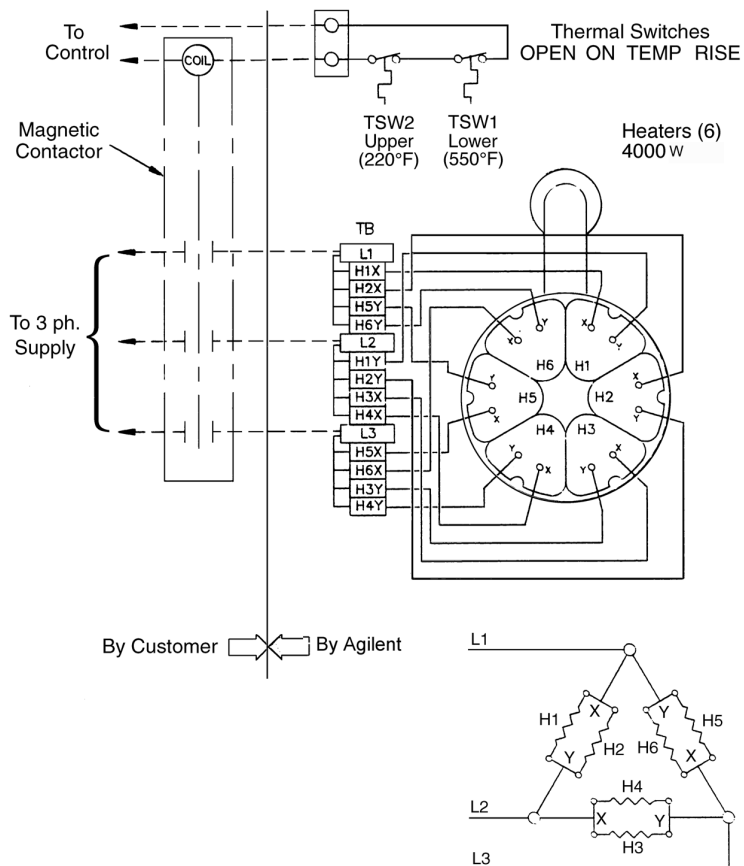 To
Control
COIL
Thermal Switches
OPEN ON TEMP RISE
TSW2
Upper
(220°F)
TSW1
Lower
(550°F)
Heaters (6)
4000 W
Magnetic
Contactor
TB
L1
H1X
H2X
H5Y
H6Y
L2
H1Y
H2Y
H3X
H4X
L3
H5X
H6X
H3Y
H4Y
To 3 ph.
Supply
X Y X Y
H6 H1
Y X
H5 H2
X Y
H4 H3
Y X Y X
By Customer
By Agilent
L1
H1 X Y H5
Y H2 H6 X
H4
L2
X Y
H3
L3